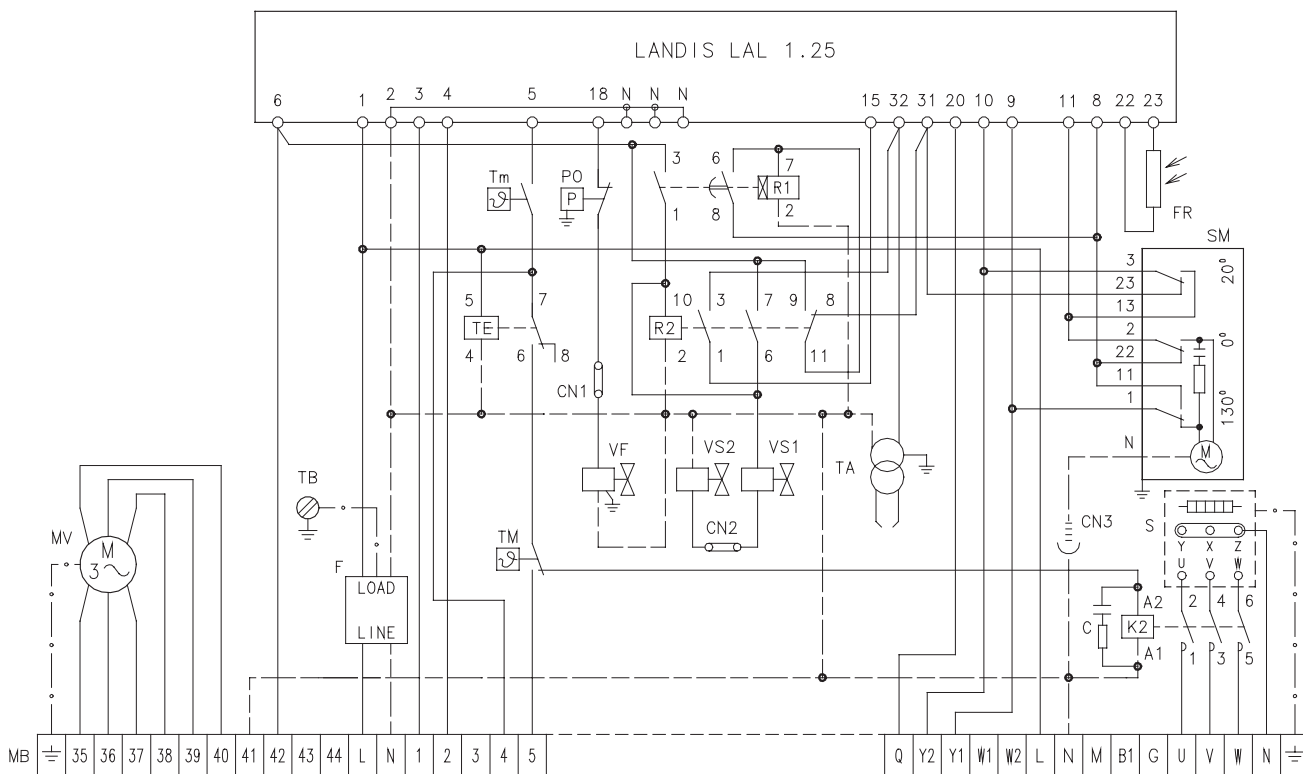 LANDIS LAL 1.25
6 1 2 3 4 5 18 N N N 15 32 31 20 10 9 11 8 22 23
3 6 7
Tm PO
P R1
1 8 2
FR
SM
3
23 20°
13
5 7 10 3 7 9 8
TE R2
2
22 0°
4 6 8 2 1 6 11
11
CN1
1 130°
N M
VF VS2 VS1 TA
TB
CN2 CN3 S
Y X Z
U V W
MV M
3
TM
F LOAD
LINE
A2 2 4 6
C K2
A1 1 3 5
MB 35 36 37 38 39 40 41 42 43 44 L N 1 2 3 4 5 Q Y2 Y1 W1 W2 L N M B1 G U V W N